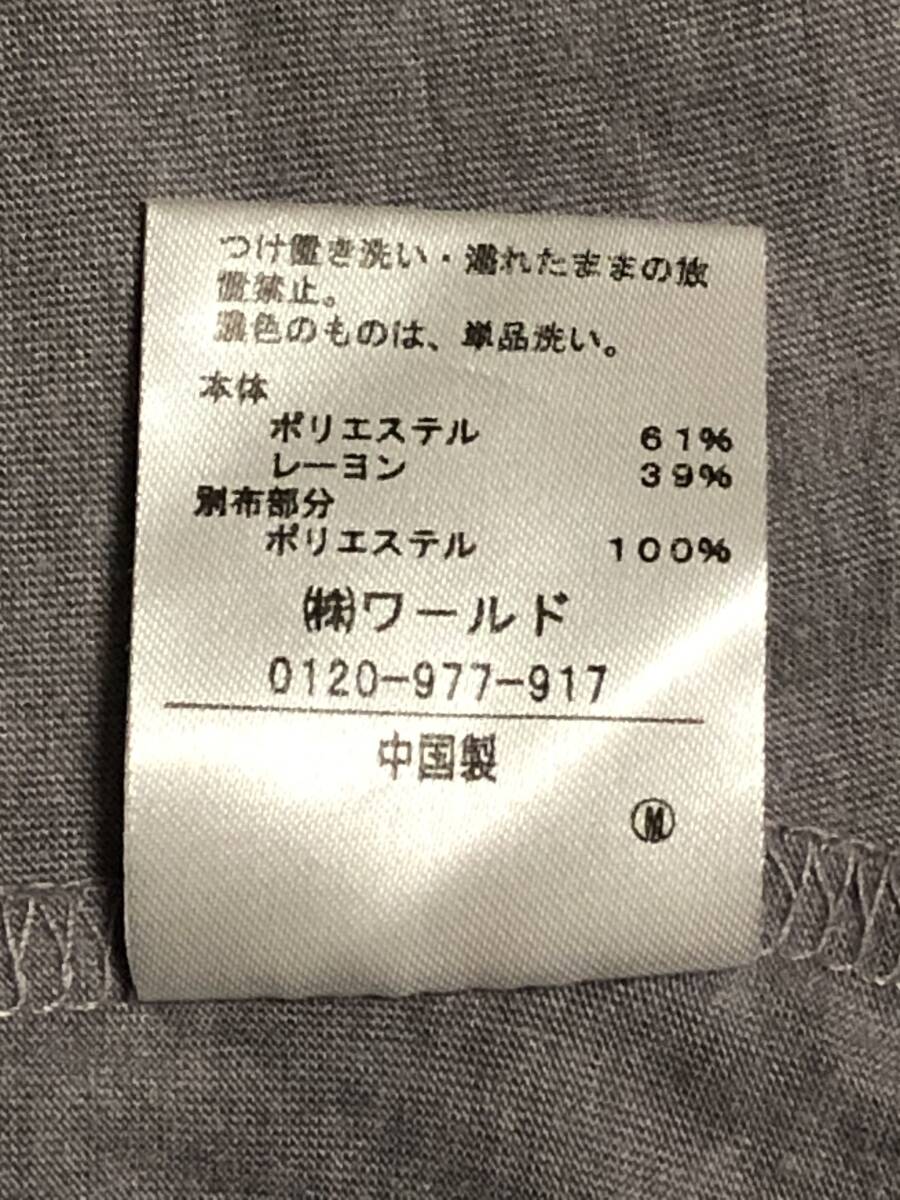 つけ置き洗い・濡れたままの放
置禁止。
濃色のものは、単品洗い。
本体
ポリエステル 61%
レーヨン 39%
別布部分
ポリエステル 100%
㈱ワールド
0120-977-917
中国製
Ⓜ